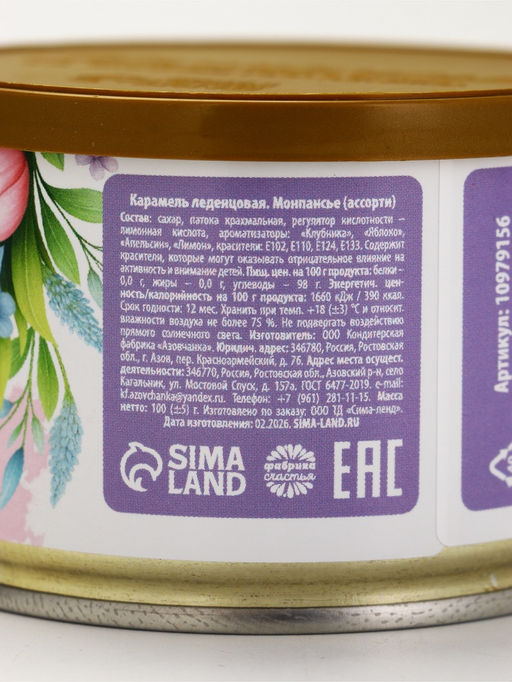 Карамель леденцовая. Монпансье (ассорти)
Состав: сахар, патока крахмальная, регулятор кислотности –
лимонная кислота, ароматизаторы: «Клубника», «Яблоко»,
«Апельсин», «Лимон», красители: Е102, Е110, Е124, Е133. Содержит
красители, которые могут оказывать отрицательное влияние на
активность и внимание детей. Пищ. цен. на 100 г продукта: белки -
0,0 г, жиры – 0,0 г, углеводы – 98 г. Энергетич. цен-
ность/калорийность на 100 г продукта: 1660 кДж / 390 ккал.
Срок годности: 12 мес. Хранить при темп. +18 (±3) °С и относит.
влажности воздуха не более 75 %. Не подвергать воздействию
прямого солнечного света. Изготовитель: ООО Кондитерская
фабрика «Азовчанка». Юридич. адрес: 346780, Россия, Ростовская
обл., г. Азов, пер. Красноармейский, д. 76. Адрес места осущест.
деятельности: 346770, Россия, Ростовская обл., Азовский р-н, село
Кагальник, ул. Мостовой Спуск, д. 157а. ГОСТ 6477-2019. e-mail:
kf.azovchanka@yandex.ru. Телефон: +7 (961) 281-11-15. Масса
нетто: 100 (±5) г. Изготовлено по заказу: ООО ТД «Сима-ленд».
Дата изготовления: 02.2026. SIMA-LAND.RU
SIMA
LAND
фабрика
счастья
EAC
Артикул: 10979156